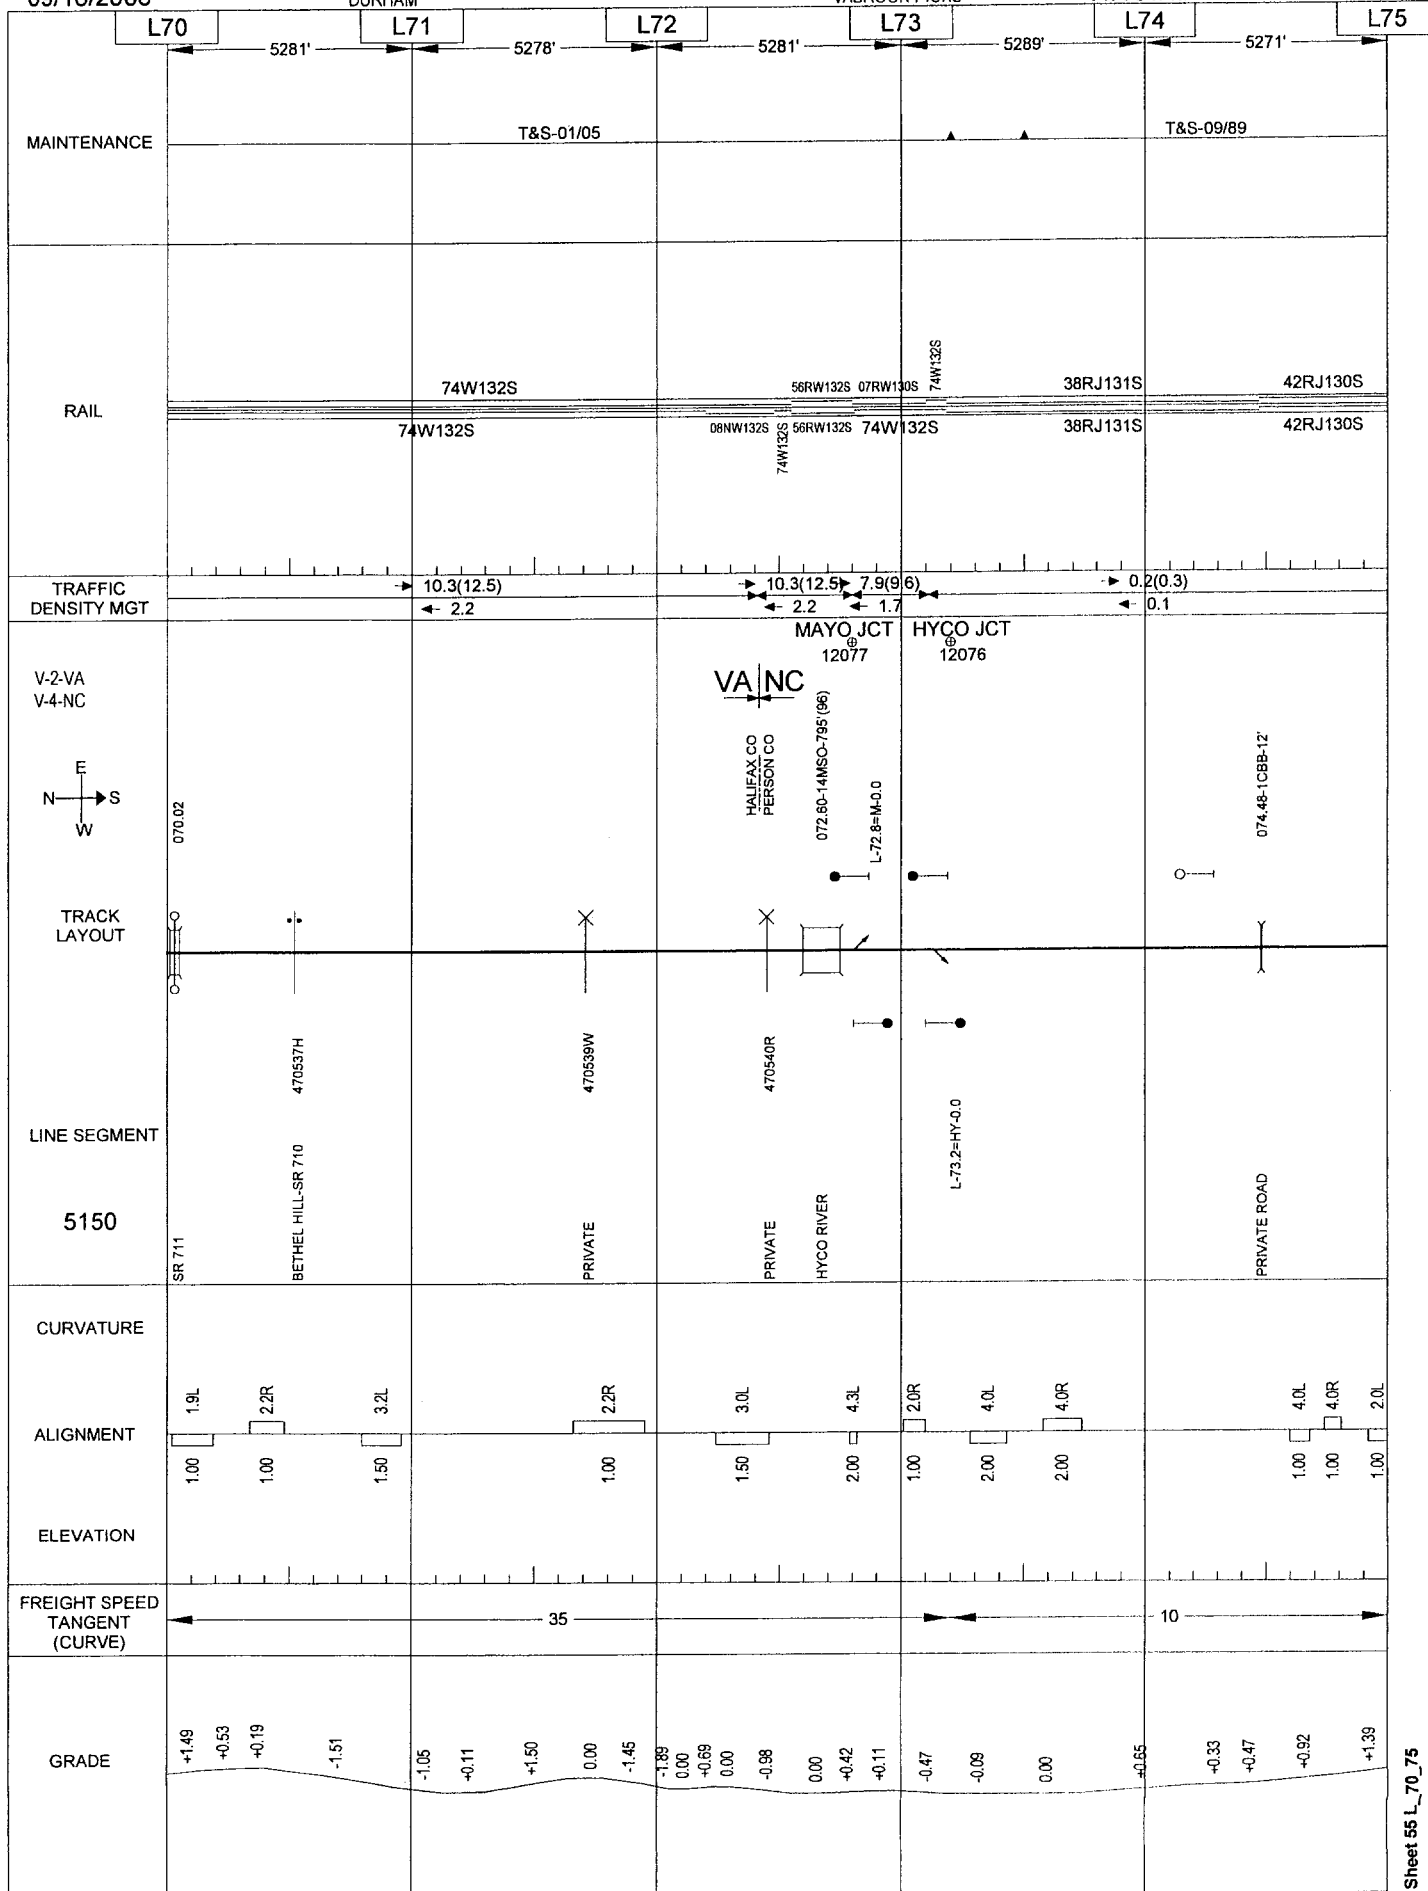 DURHAM
L70 L71 L72 L73 L74 L75
5281' 5278' 5281' 5289' 5271'
MAINTENANCE
T&S-01/05 T&S-09/89
RAIL
74W132S 56RW132S 07RW130S 74W132S 38RJ131S 42RJ130S
74W132S 08NW132S 74W132S 56RW132S 74W132S 38RJ131S 42RJ130S
TRAFFIC
DENSITY MGT
10.3(12.5) 10.3(12.5) 7.9(9.6) 0.2(0.3)
2.2 2.2 1.7 0.1
MAYO JCT HYCO JCT
12077 12076
V-2-VA
V-4-NC
VA NC
HALIFAX CO
PERSON CO
E
N S
W
070.02
072.60-14MSO-795'(96)
L-72.8=M-0.0
074.48-1CBB-12'
TRACK
LAYOUT
470537H
470539W
470540R
L-73.2=HY-0.0
LINE SEGMENT
5150
SR 711
BETHEL HILL-SR 710
PRIVATE
PRIVATE
HYCO RIVER
PRIVATE ROAD
CURVATURE
1.9L 2.2R 3.2L 2.2R 3.0L 4.3L 2.0R 4.0L 4.0R 4.0L 4.0R 2.0L
ALIGNMENT
1.00 1.00 1.50 1.00 1.50 2.00 1.00 2.00 2.00 1.00 1.00 1.00
ELEVATION
FREIGHT SPEED
TANGENT
(CURVE)
35 10
GRADE
+1.49 +0.53 +0.19 -1.51 -1.05 +0.11 +1.50 0.00 -1.45 -1.89 0.00 +0.69 0.00 -0.98 0.00 +0.42 +0.11 -0.47 -0.09 0.00 +0.65 +0.33 +0.47 +0.92 +1.39
Sheet 55 L_70_75